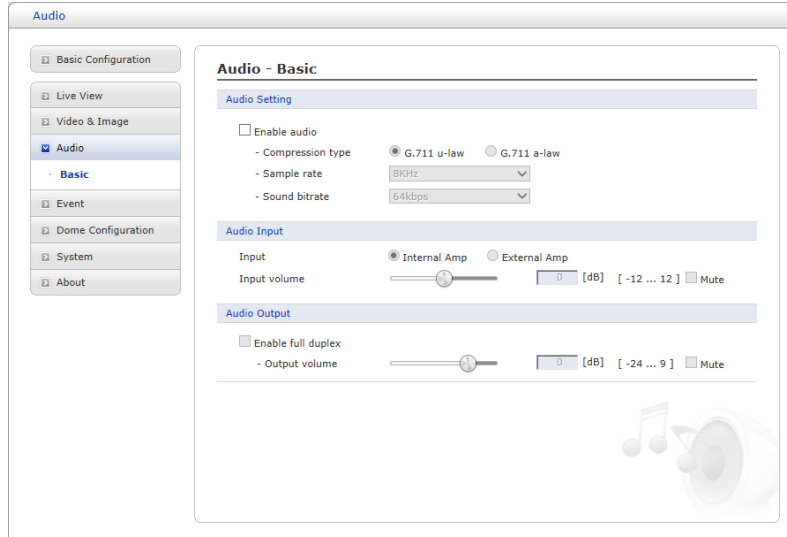 Audio
Basic Configuration
Live View
Video & Image
Audio
Basic
Event
Dome Configuration
System
About
Audio - Basic
Audio Setting
Enable audio
- Compression type G.711 u-law G.711 a-law
- Sample rate 8KHz
- Sound bitrate 64kbps
Audio Input
Input Internal Amp External Amp
Input volume 0 [dB] [ -12 ... 12 ] Mute
Audio Output
Enable full duplex
- Output volume 0 [dB] [ -24 ... 9 ] Mute